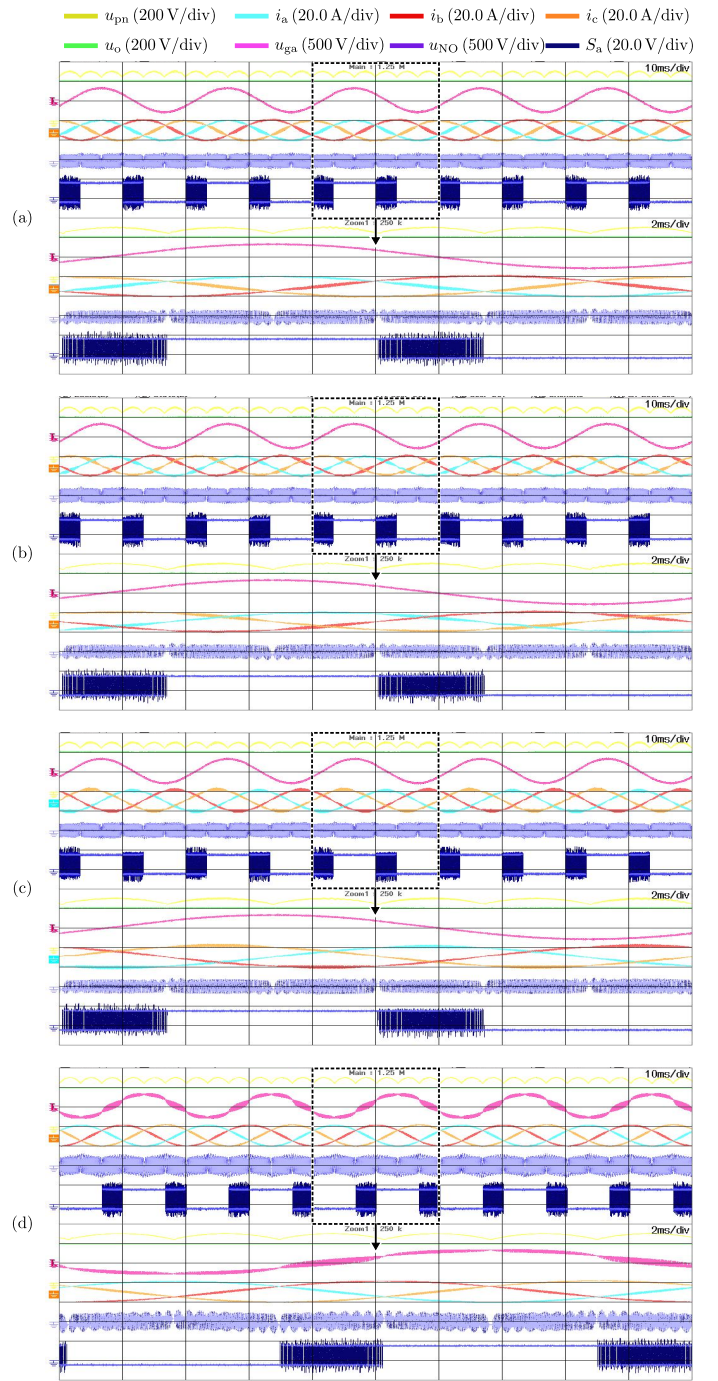 u_pn (200 V/div) i_a (20.0 A/div) i_b (20.0 A/div) i_c (20.0 A/div)
u_o (200 V/div) u_ga (500 V/div) u_NO (500 V/div) S_a (20.0 V/div)
Main : 1.25 M 10ms/div
(a)
Zoom1 : 250 k 2ms/div
Main : 1.25 M 10ms/div
(b)
Zoom1 : 250 k 2ms/div
Main : 1.25 M 10ms/div
(c)
Zoom1 : 250 k 2ms/div
Main : 1.25 M 10ms/div
(d)
Zoom1 : 250 k 2ms/div